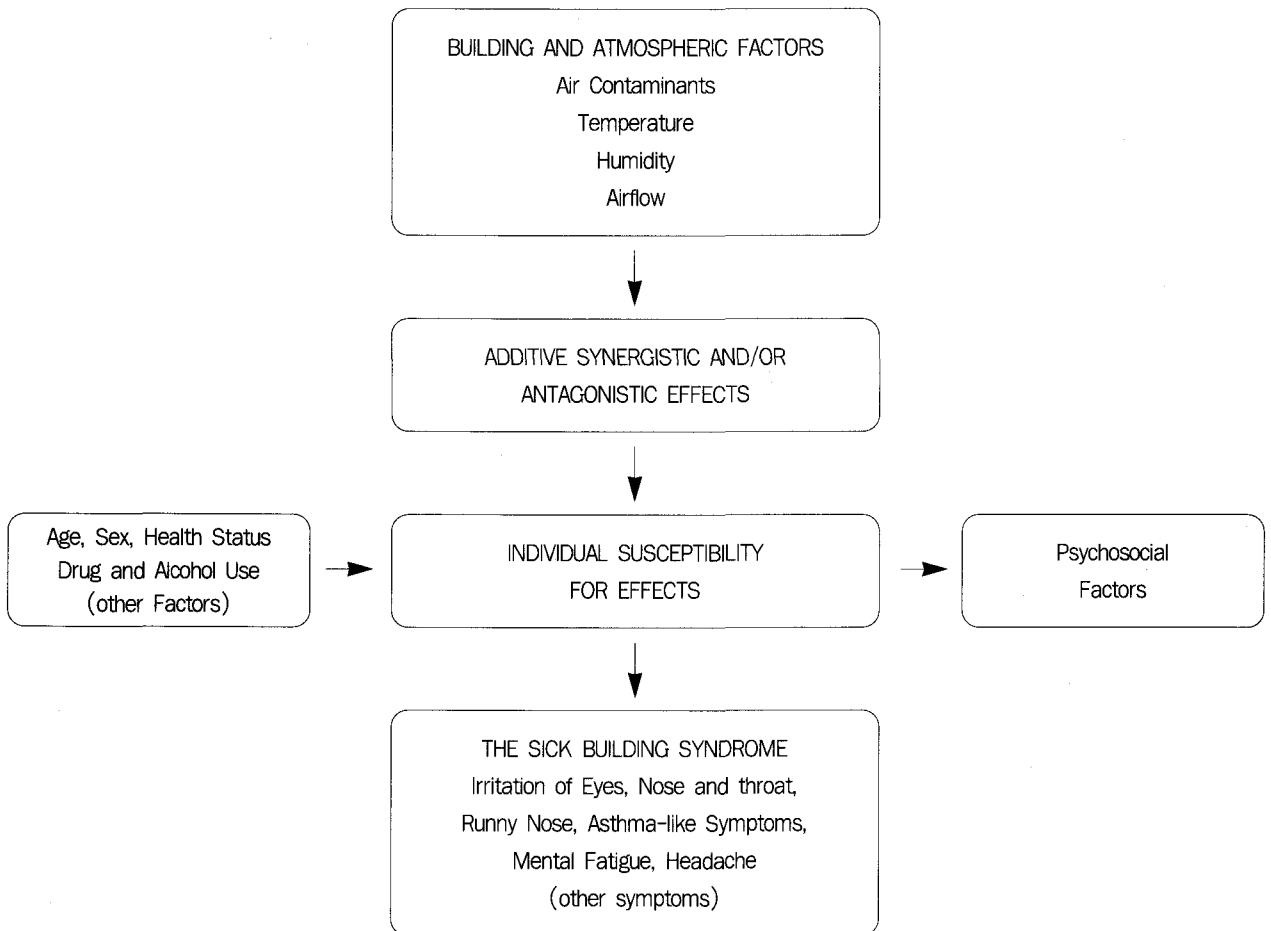 BUILDING AND ATMOSPHERIC FACTORS
Air Contaminants
Temperature
Humidity
Airflow
ADDITIVE SYNERGISTIC AND/OR
ANTAGONISTIC EFFECTS
Age, Sex, Health Status
Drug and Alcohol Use
(other Factors)
INDIVIDUAL SUSCEPTIBILITY
FOR EFFECTS
Psychosocial
Factors
THE SICK BUILDING SYNDROME
Irritation of Eyes, Nose and throat,
Runny Nose, Asthma-like Symptoms,
Mental Fatigue, Headache
(other symptoms)